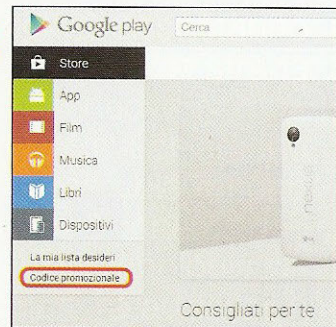 Google play
Cerca
Store
App
Film
Musica
Libri
Dispositivi
La mia lista desideri
Codice promozionale
nexus
Consigliati per te